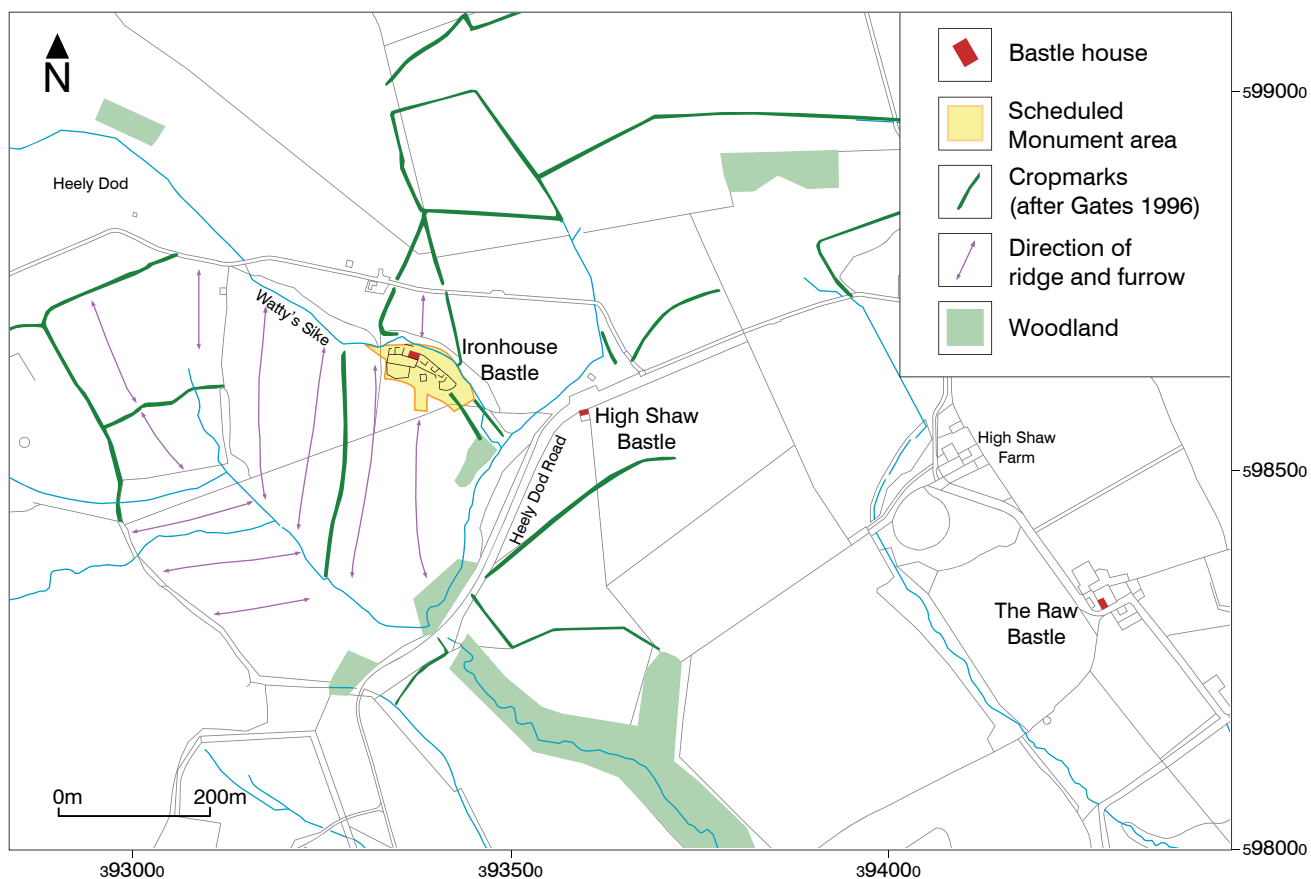 N
Bastle house
Scheduled
Monument area
Cropmarks
(after Gates 1996)
Direction of
ridge and furrow
Woodland
599000
Heely Dod
Watty's Sike
Ironhouse
Bastle
High Shaw
Bastle
High Shaw
Farm
598500
Heely Dod Road
The Raw
Bastle
0m 200m
598000
393000 393500 394000